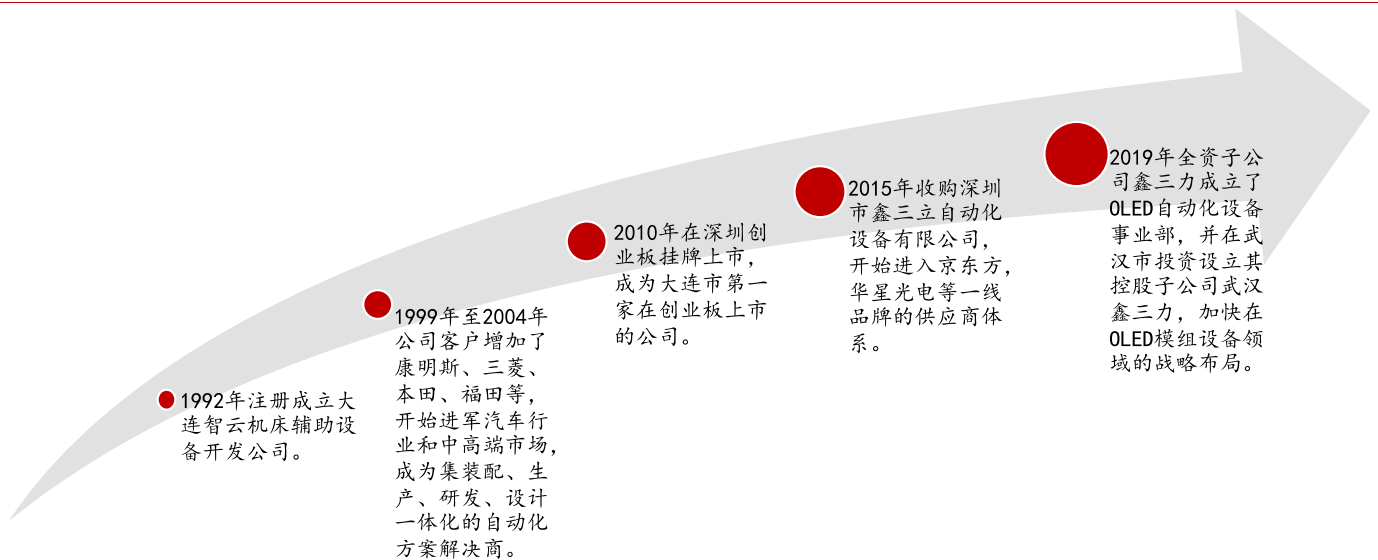 1992年注册成立大
连智云机床辅助设
备开发公司。
1999年至2004年
公司客户增加了
康明斯、三菱、
本田、福田等，
开始进军汽车行
业和中高端市场，
成为集装配、生
产、研发、设计
一体化的自动化
方案解决商。
2010年在深圳创
业板挂牌上市，
成为大连市第一
家在创业板上市
的公司。
2015年收购深圳
市鑫三立自动化
设备有限公司，
开始进入京东方，
华星光电等一线
品牌的供应商体
系。
2019年全资子公
司鑫三力成立了
OLED自动化设备
事业部，并在武
汉市投资设立其
控股子公司武汉
鑫三力，加快在
OLED模组设备领
域的战略布局。